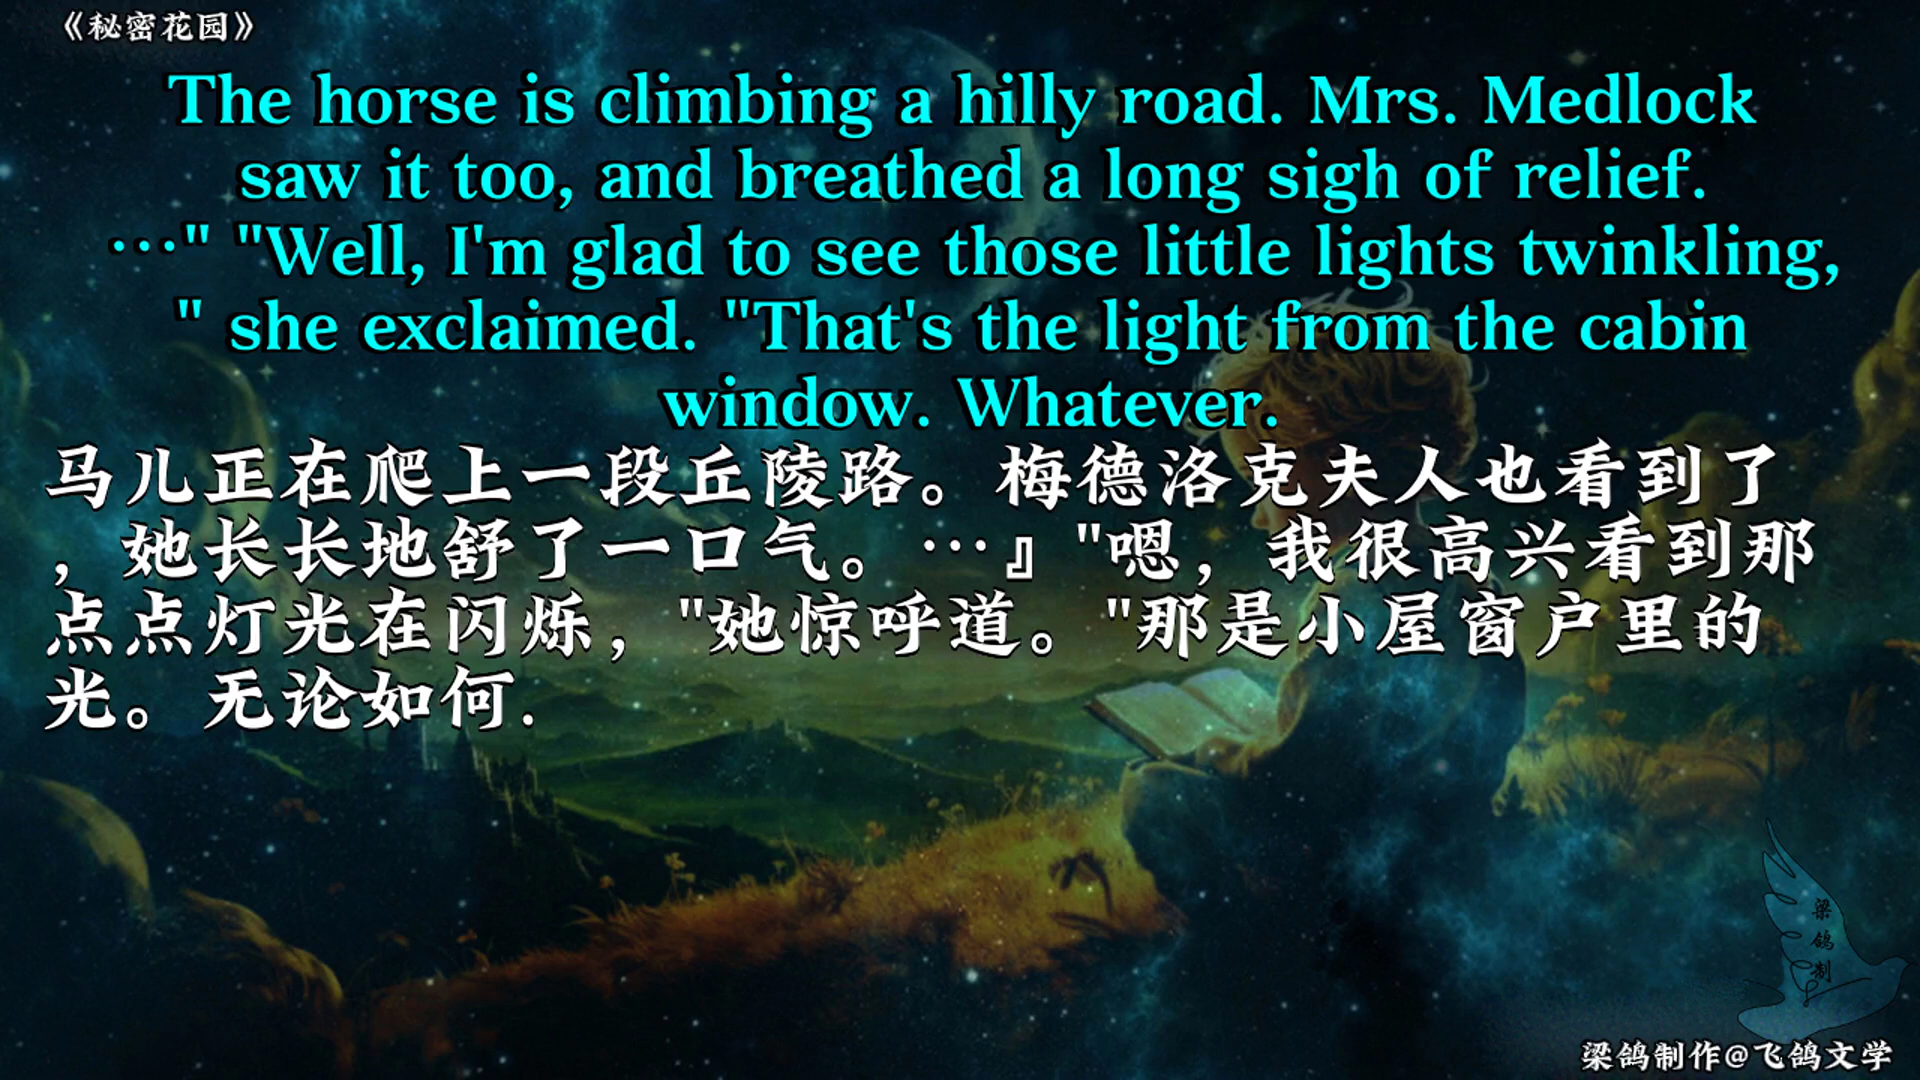 《秘密花园》
The horse is climbing a hilly road. Mrs. Medlock
saw it too, and breathed a long sigh of relief.
…" "Well, I'm glad to see those little lights twinkling,
" she exclaimed. "That's the light from the cabin
window. Whatever.
马儿正在爬上一段丘陵路。梅德洛克夫人也看到了
，她长长地舒了一口气。…』"嗯，我很高兴看到那
点点灯光在闪烁，"她惊呼道。"那是小屋窗户里的
光。无论如何.
梁
鸽
制
梁鸽制作@飞鸽文学